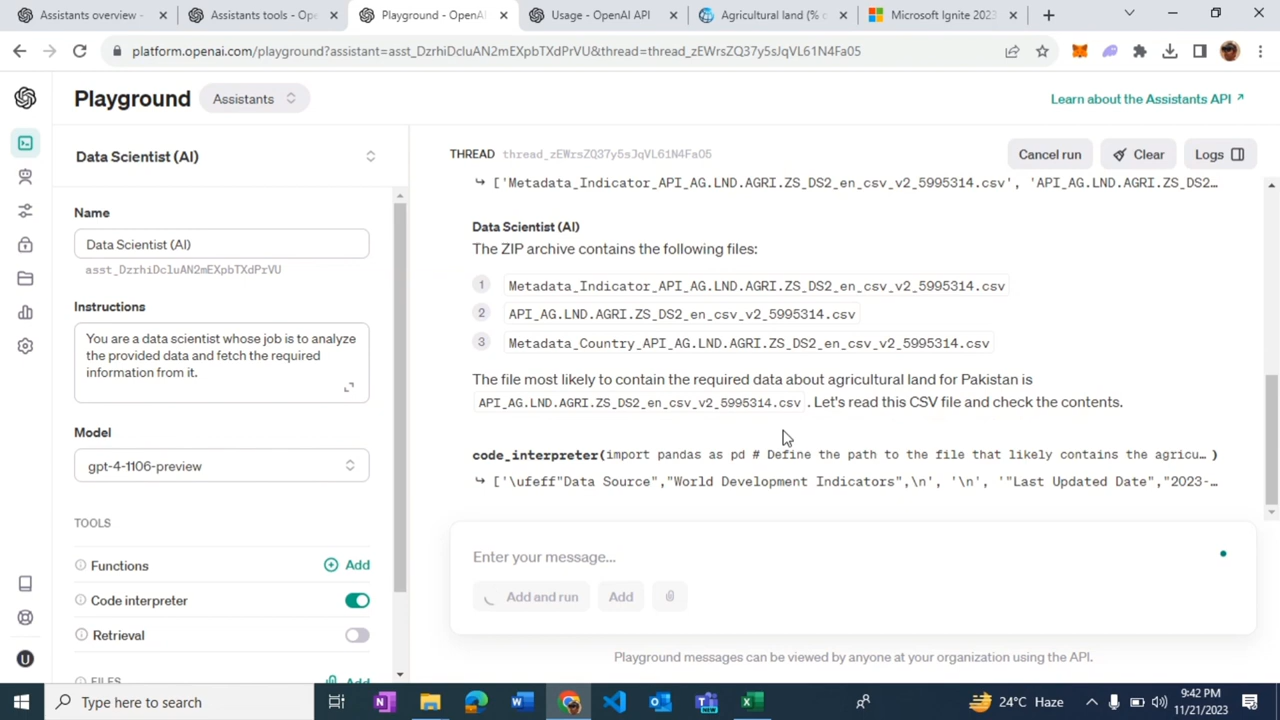 Assistants overview -
Assistants tools - Ope
Playground - OpenAI
Usage - OpenAI API
Agricultural land (% o
Microsoft Ignite 2023
platform.openai.com/playground?assistant=asst_DzrhiDcluAN2mEXpbTXdPrVU&thread=thread_zEWrsZQ37y5sJqVL61N4Fa05
Playground
Assistants
Learn about the Assistants API
Data Scientist (AI)
THREAD thread_zEWrsZQ37y5sJqVL61N4Fa05
Cancel run
Clear
Logs
['Metadata_Indicator_API_AG.LND.AGRI.ZS_DS2_en_csv_v2_5995314.csv', 'API_AG.LND.AGRI.ZS_DS2…
Name
Data Scientist (AI)
asst_DzrhiDcluAN2mEXpbTXdPrVU
Data Scientist (AI)
The ZIP archive contains the following files:
1 Metadata_Indicator_API_AG.LND.AGRI.ZS_DS2_en_csv_v2_5995314.csv
2 API_AG.LND.AGRI.ZS_DS2_en_csv_v2_5995314.csv
3 Metadata_Country_API_AG.LND.AGRI.ZS_DS2_en_csv_v2_5995314.csv
Instructions
You are a data scientist whose job is to analyze
the provided data and fetch the required
information from it.
The file most likely to contain the required data about agricultural land for Pakistan is
API_AG.LND.AGRI.ZS_DS2_en_csv_v2_5995314.csv . Let's read this CSV file and check the contents.
Model
gpt-4-1106-preview
code_interpreter(import pandas as pd # Define the path to the file that likely contains the agricu… )
['\ufeff"Data Source","World Development Indicators",\n', '\n', '"Last Updated Date","2023-…
TOOLS
Functions
Add
Code interpreter
Retrieval
FILES
Add
Enter your message...
Add and run
Add
Playground messages can be viewed by anyone at your organization using the API.
U
Type here to search
24°C Haze
9:42 PM
11/21/2023